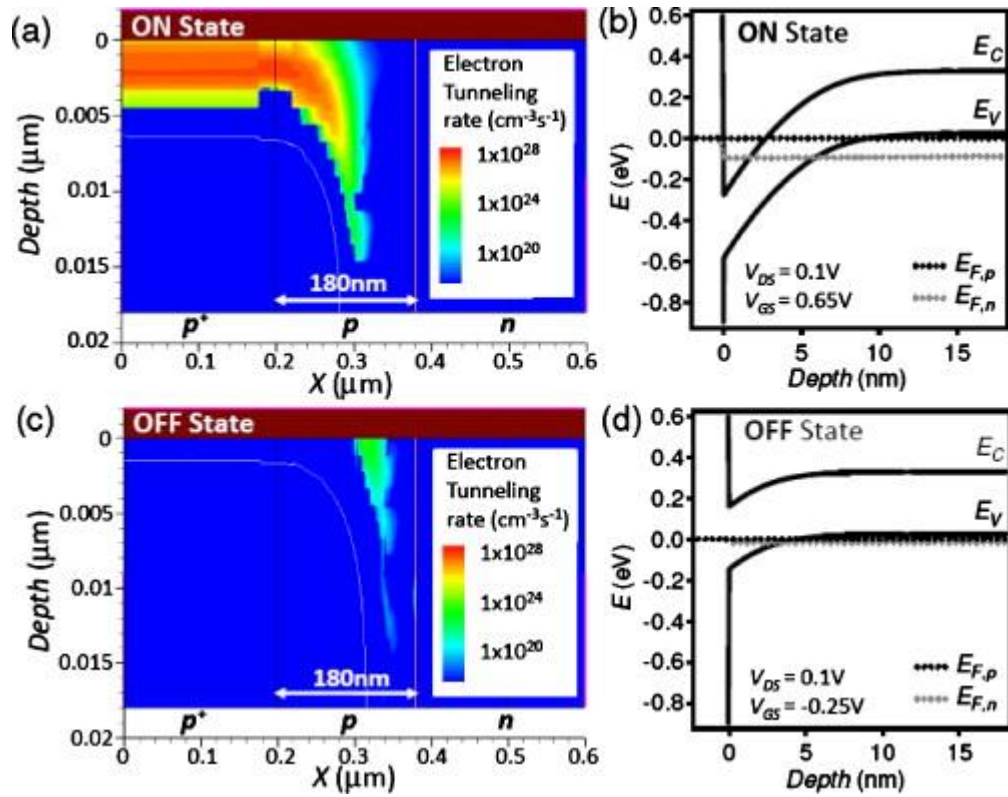 (a)
ON State
Electron
Tunneling
rate (cm⁻³s⁻¹)
1x10²⁸
1x10²⁴
1x10²⁰
180nm
p⁺ p n
0
0.005
0.01
0.015
0.02
Depth (μm)
0 0.1 0.2 0.3 0.4 0.5 0.6
X (μm)
(b)
ON State
E_C
E_V
0.6
0.4
0.2
0.0
-0.2
-0.4
-0.6
-0.8
E (eV)
V_DS = 0.1V
V_GS = 0.65V
E_F,p
E_F,n
0 5 10 15
Depth (nm)
(c)
OFF State
Electron
Tunneling
rate (cm⁻³s⁻¹)
1x10²⁸
1x10²⁴
1x10²⁰
180nm
p⁺ p n
0
0.005
0.01
0.015
0.02
Depth (μm)
0 0.1 0.2 0.3 0.4 0.5 0.6
X (μm)
(d)
OFF State
E_C
E_V
0.6
0.4
0.2
0.0
-0.2
-0.4
-0.6
-0.8
E (eV)
V_DS = 0.1V
V_GS = -0.25V
E_F,p
E_F,n
0 5 10 15
Depth (nm)